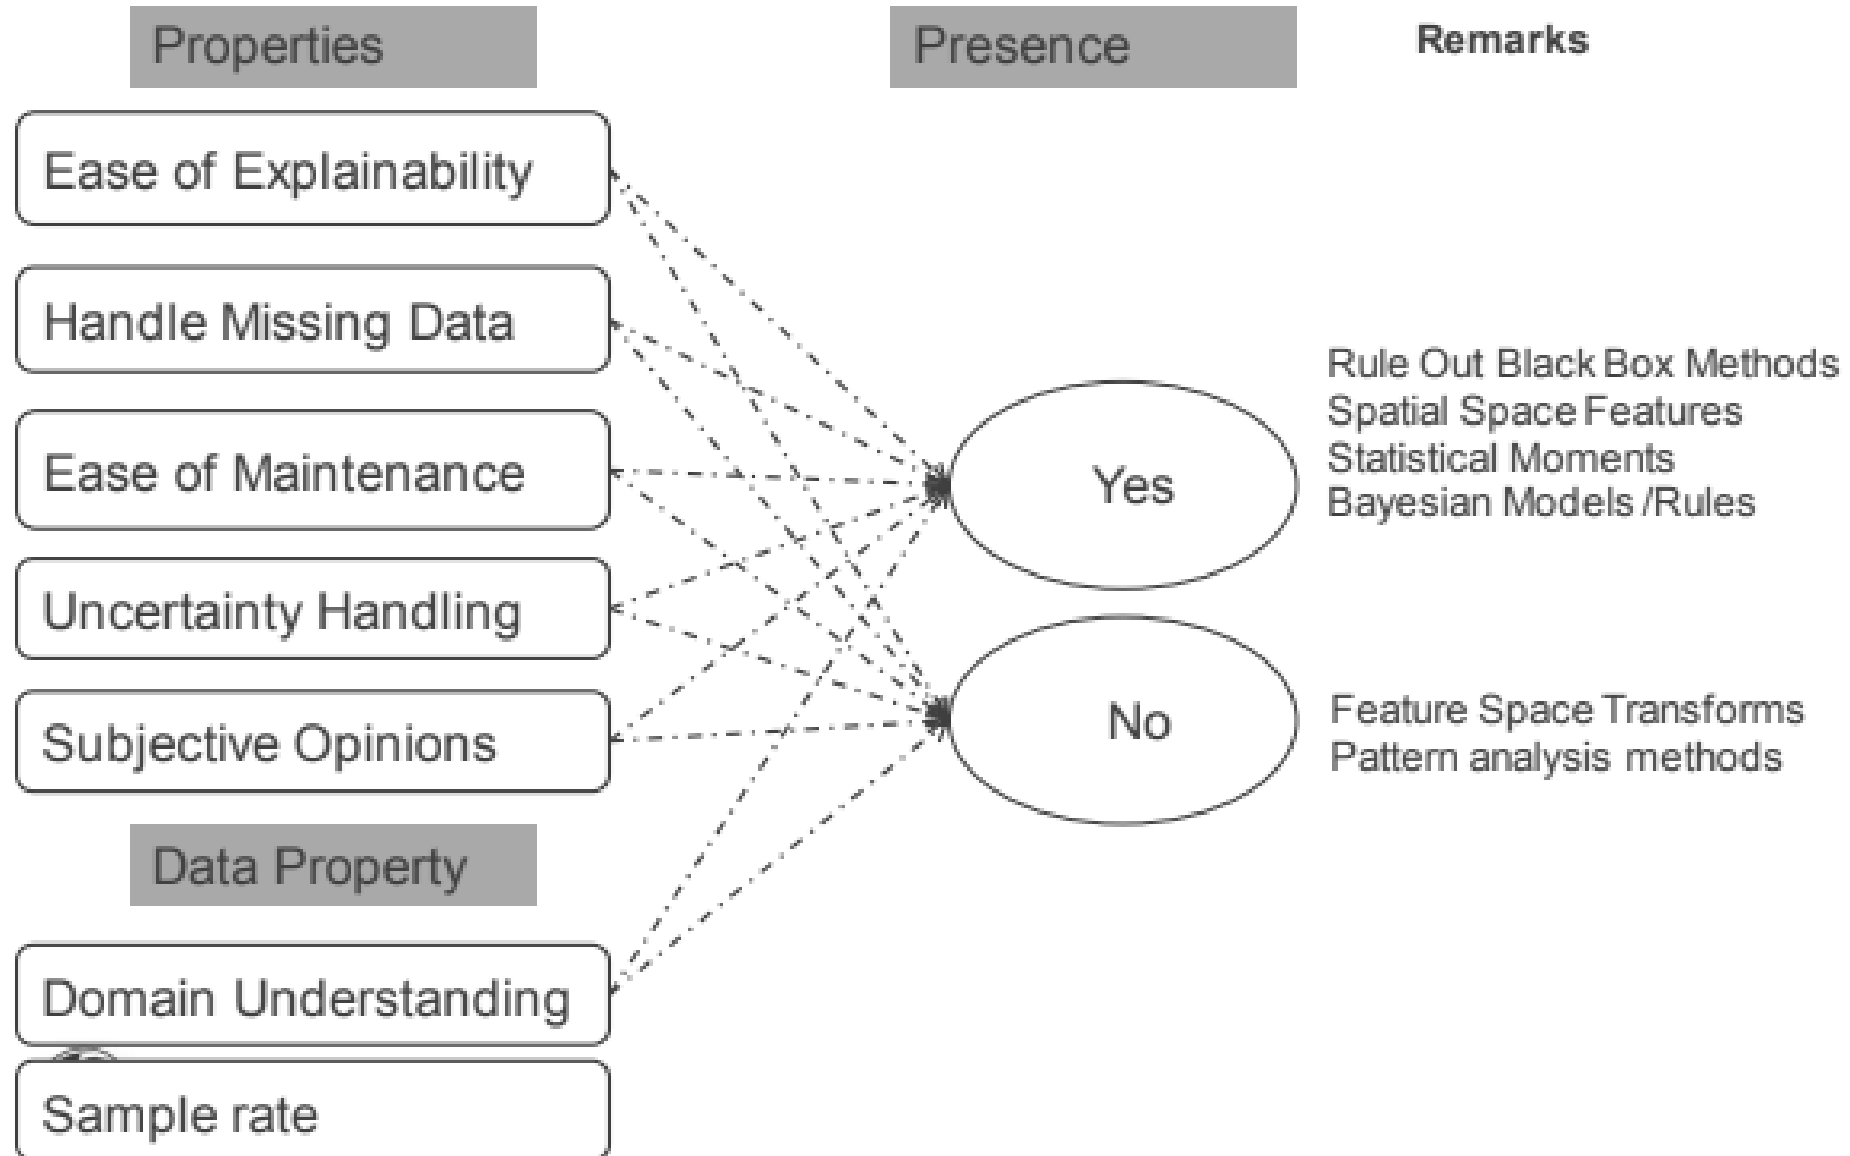 Properties
Presence
Remarks
Ease of Explainability
Handle Missing Data
Ease of Maintenance
Uncertainty Handling
Subjective Opinions
Data Property
Domain Understanding
Sample rate
Yes
Rule Out Black Box Methods
Spatial Space Features
Statistical Moments
Bayesian Models /Rules
No
Feature Space Transforms
Pattern analysis methods